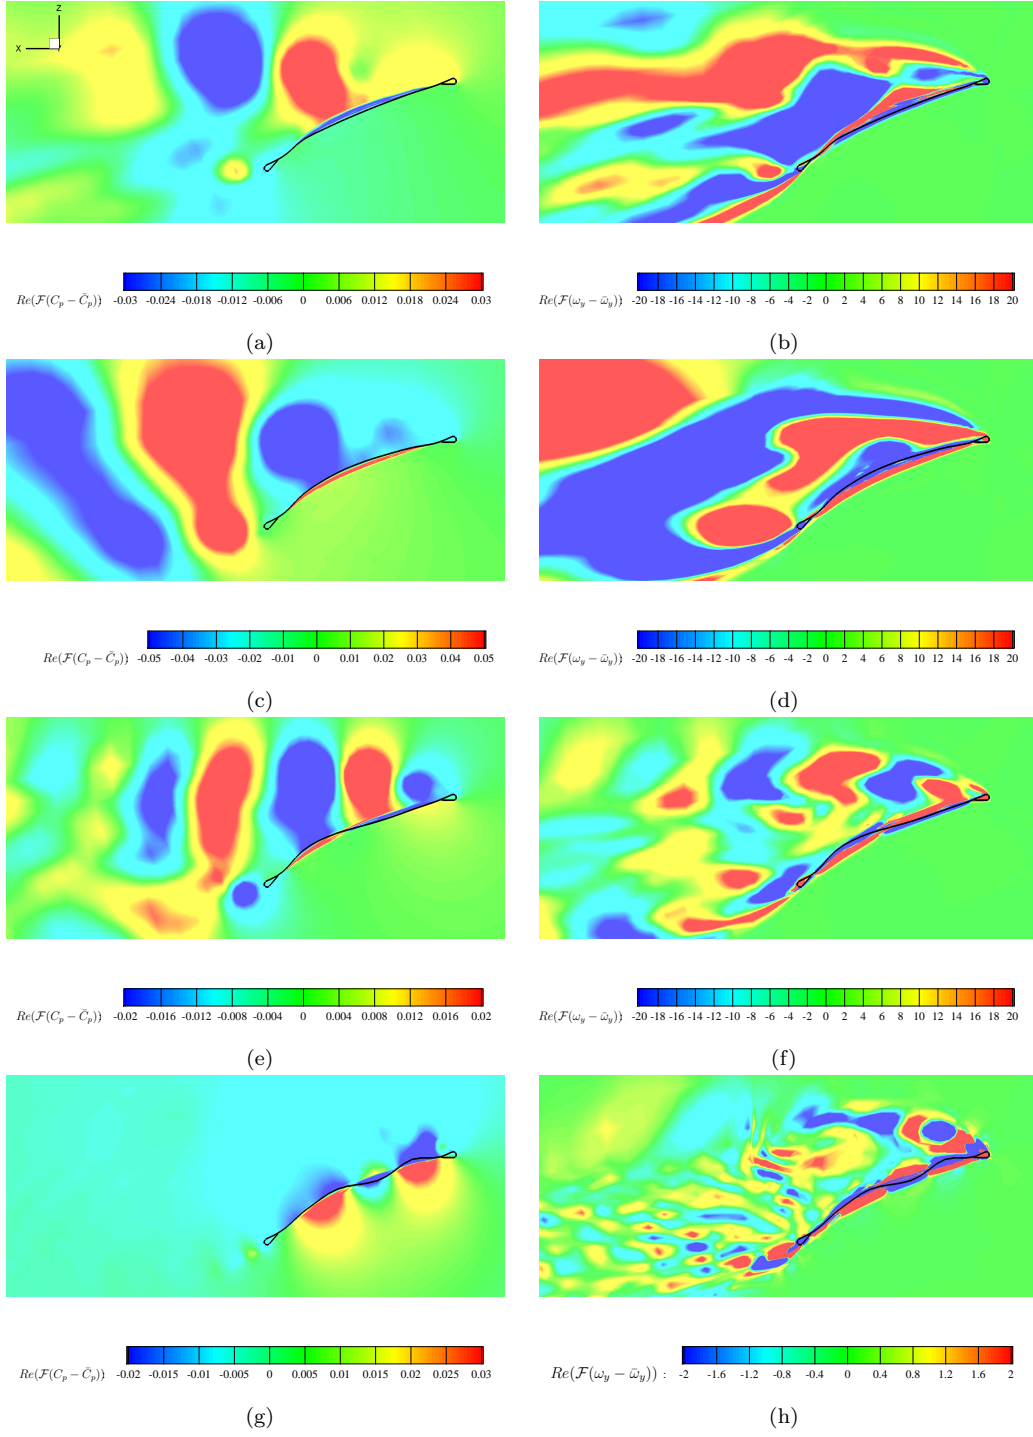 z
x
Re(F(C_p − C̄_p)) -0.03 -0.024 -0.018 -0.012 -0.006 0 0.006 0.012 0.018 0.024 0.03
Re(F(ω_y − ω̄_y)) -20 -18 -16 -14 -12 -10 -8 -6 -4 -2 0 2 4 6 8 10 12 14 16 18 20
(a)
(b)
Re(F(C_p − C̄_p)) -0.05 -0.04 -0.03 -0.02 -0.01 0 0.01 0.02 0.03 0.04 0.05
Re(F(ω_y − ω̄_y)) -20 -18 -16 -14 -12 -10 -8 -6 -4 -2 0 2 4 6 8 10 12 14 16 18 20
(c)
(d)
Re(F(C_p − C̄_p)) -0.02 -0.016 -0.012 -0.008 -0.004 0 0.004 0.008 0.012 0.016 0.02
Re(F(ω_y − ω̄_y)) -20 -18 -16 -14 -12 -10 -8 -6 -4 -2 0 2 4 6 8 10 12 14 16 18 20
(e)
(f)
Re(F(C_p − C̄_p)) -0.02 -0.015 -0.01 -0.005 0 0.005 0.01 0.015 0.02 0.025 0.03
Re(F(ω_y − ω̄_y)) : -2 -1.6 -1.2 -0.8 -0.4 0 0.4 0.8 1.2 1.6 2
(g)
(h)